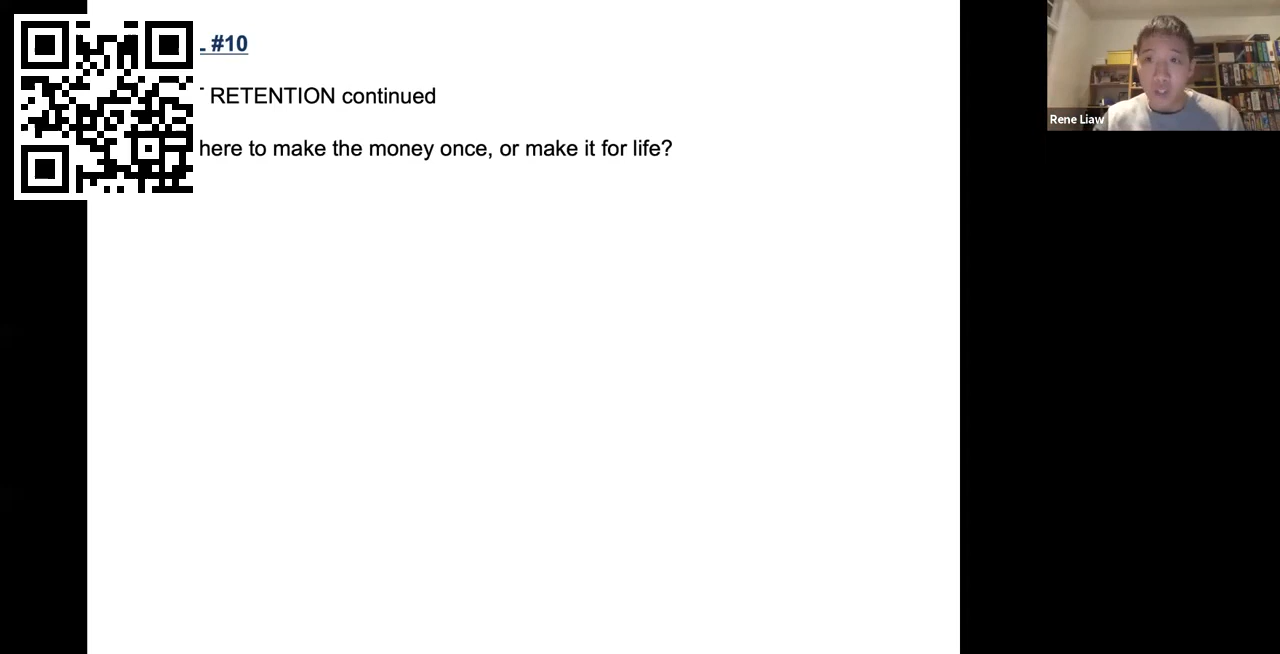 #10
RETENTION continued
here to make the money once, or make it for life?
Rene Liaw